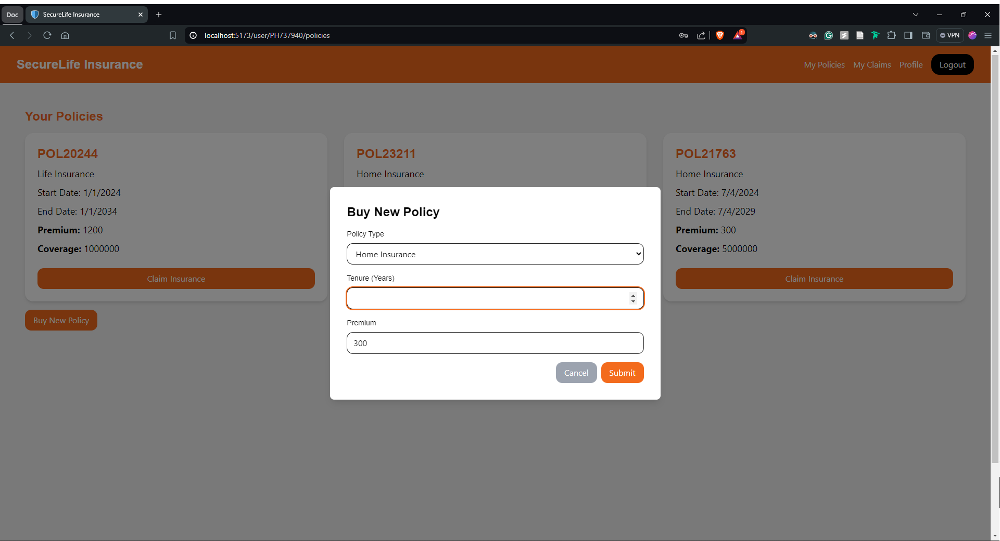 Doc
SecureLife Insurance
localhost:5173/user/PH737940/policies
1
VPN
SecureLife Insurance
My Policies
My Claims
Profile
Logout
Your Policies
POL20244
Life Insurance
Start Date: 1/1/2024
End Date: 1/1/2034
Premium: 1200
Coverage: 1000000
Claim Insurance
POL23211
Home Insurance
POL21763
Home Insurance
Start Date: 7/4/2024
End Date: 7/4/2029
Premium: 300
Coverage: 5000000
Claim Insurance
Buy New Policy
Buy New Policy
Policy Type
Home Insurance
Tenure (Years)
Premium
300
Cancel
Submit